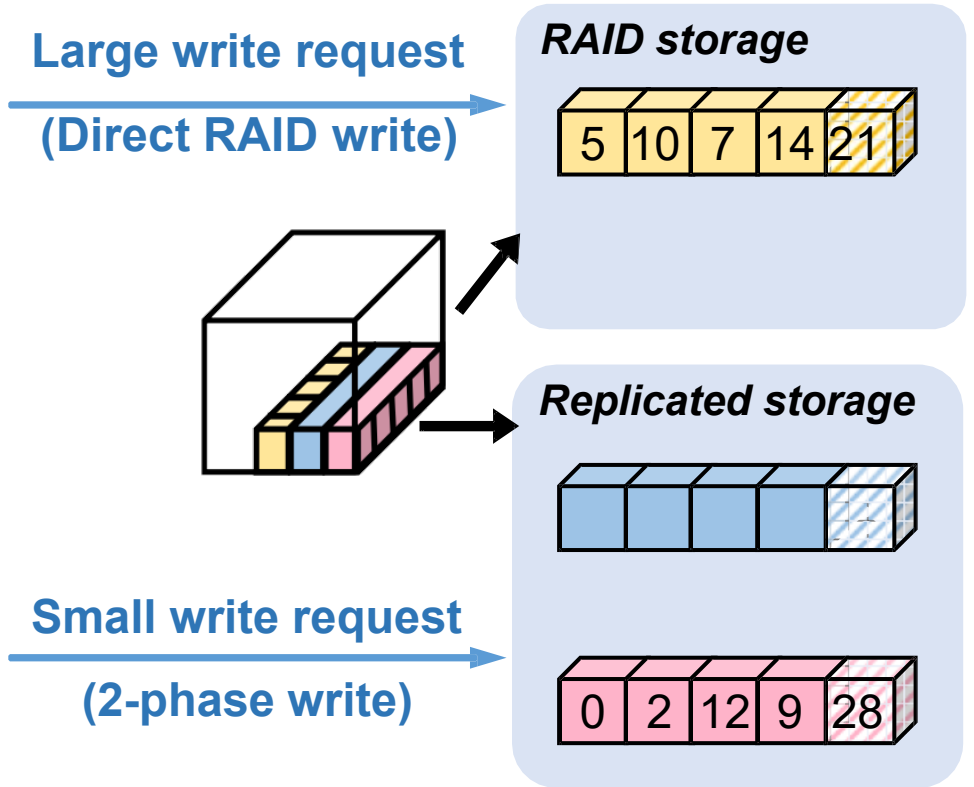 Large write request
(Direct RAID write)
RAID storage
5 10 7 14 21
Replicated storage
Small write request
(2-phase write)
0 2 12 9 28